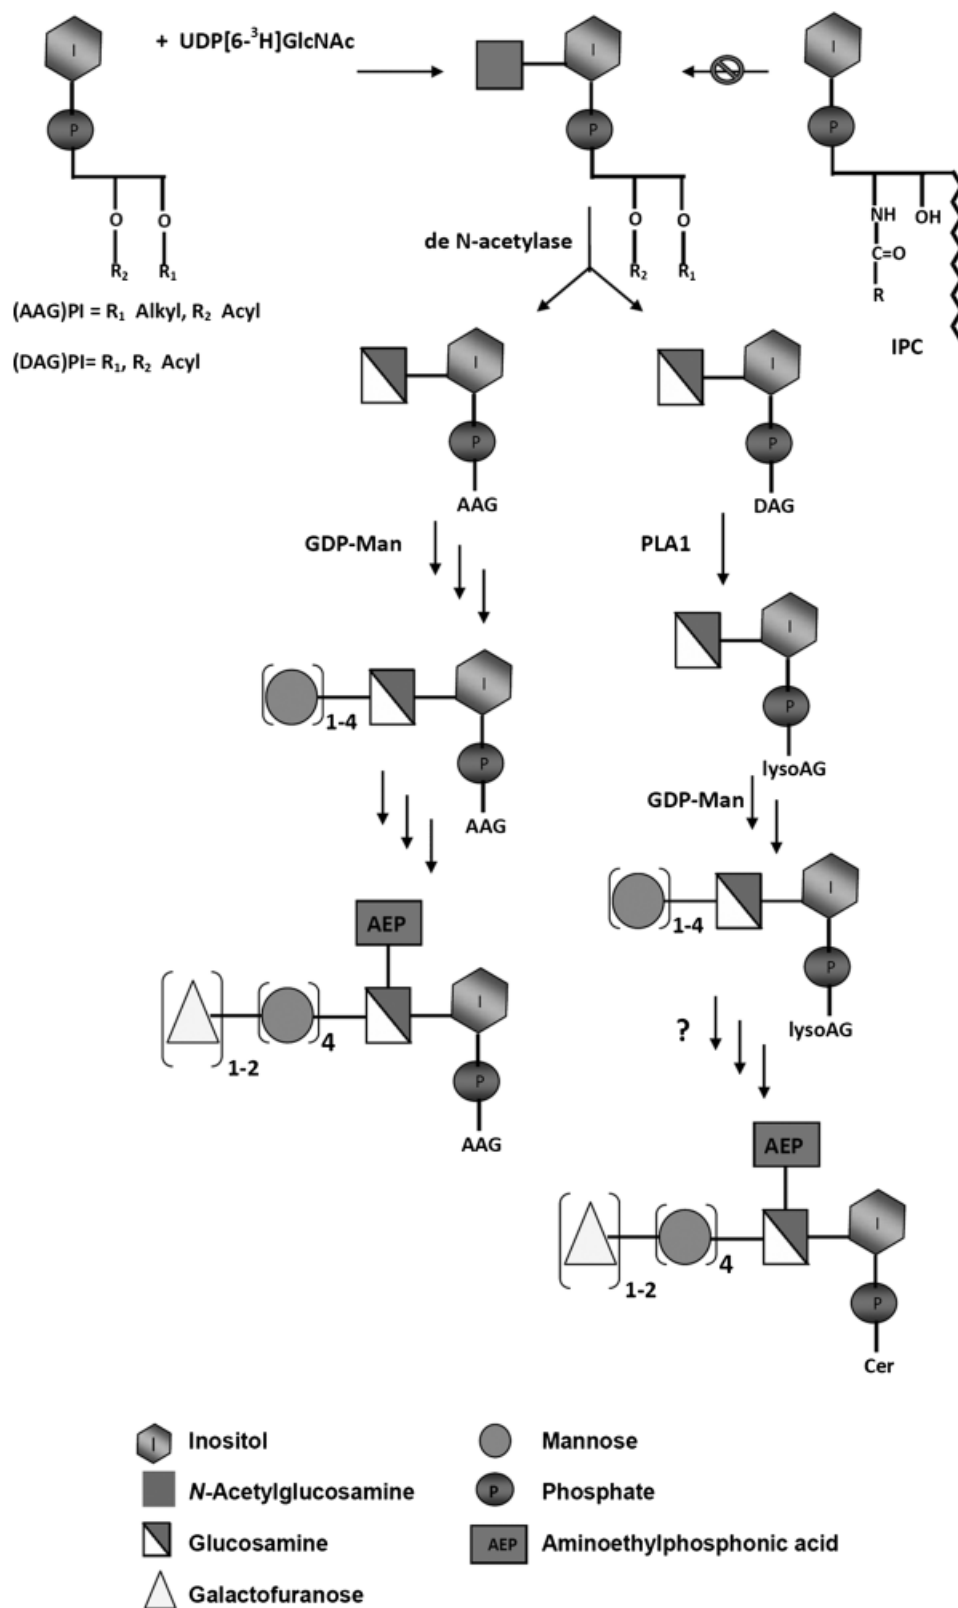 I
+ UDP[6-³H]GlcNAc
I
I
P
P
P
O
O
R₂
R₁
O
O
R₂
R₁
NH
OH
C=O
R
IPC
de N-acetylase
(AAG)PI = R₁ Alkyl, R₂ Acyl
(DAG)PI= R₁, R₂ Acyl
I
I
P
P
AAG
DAG
GDP-Man
PLA1
I
I
1-4
P
P
lysoAG
AAG
GDP-Man
I
AEP
1-4
I
P
4
1-2
?
lysoAG
P
AAG
AEP
I
4
1-2
P
Cer
I Inositol
Mannose
N-Acetylglucosamine
P Phosphate
Glucosamine
AEP Aminoethylphosphonic acid
Galactofuranose